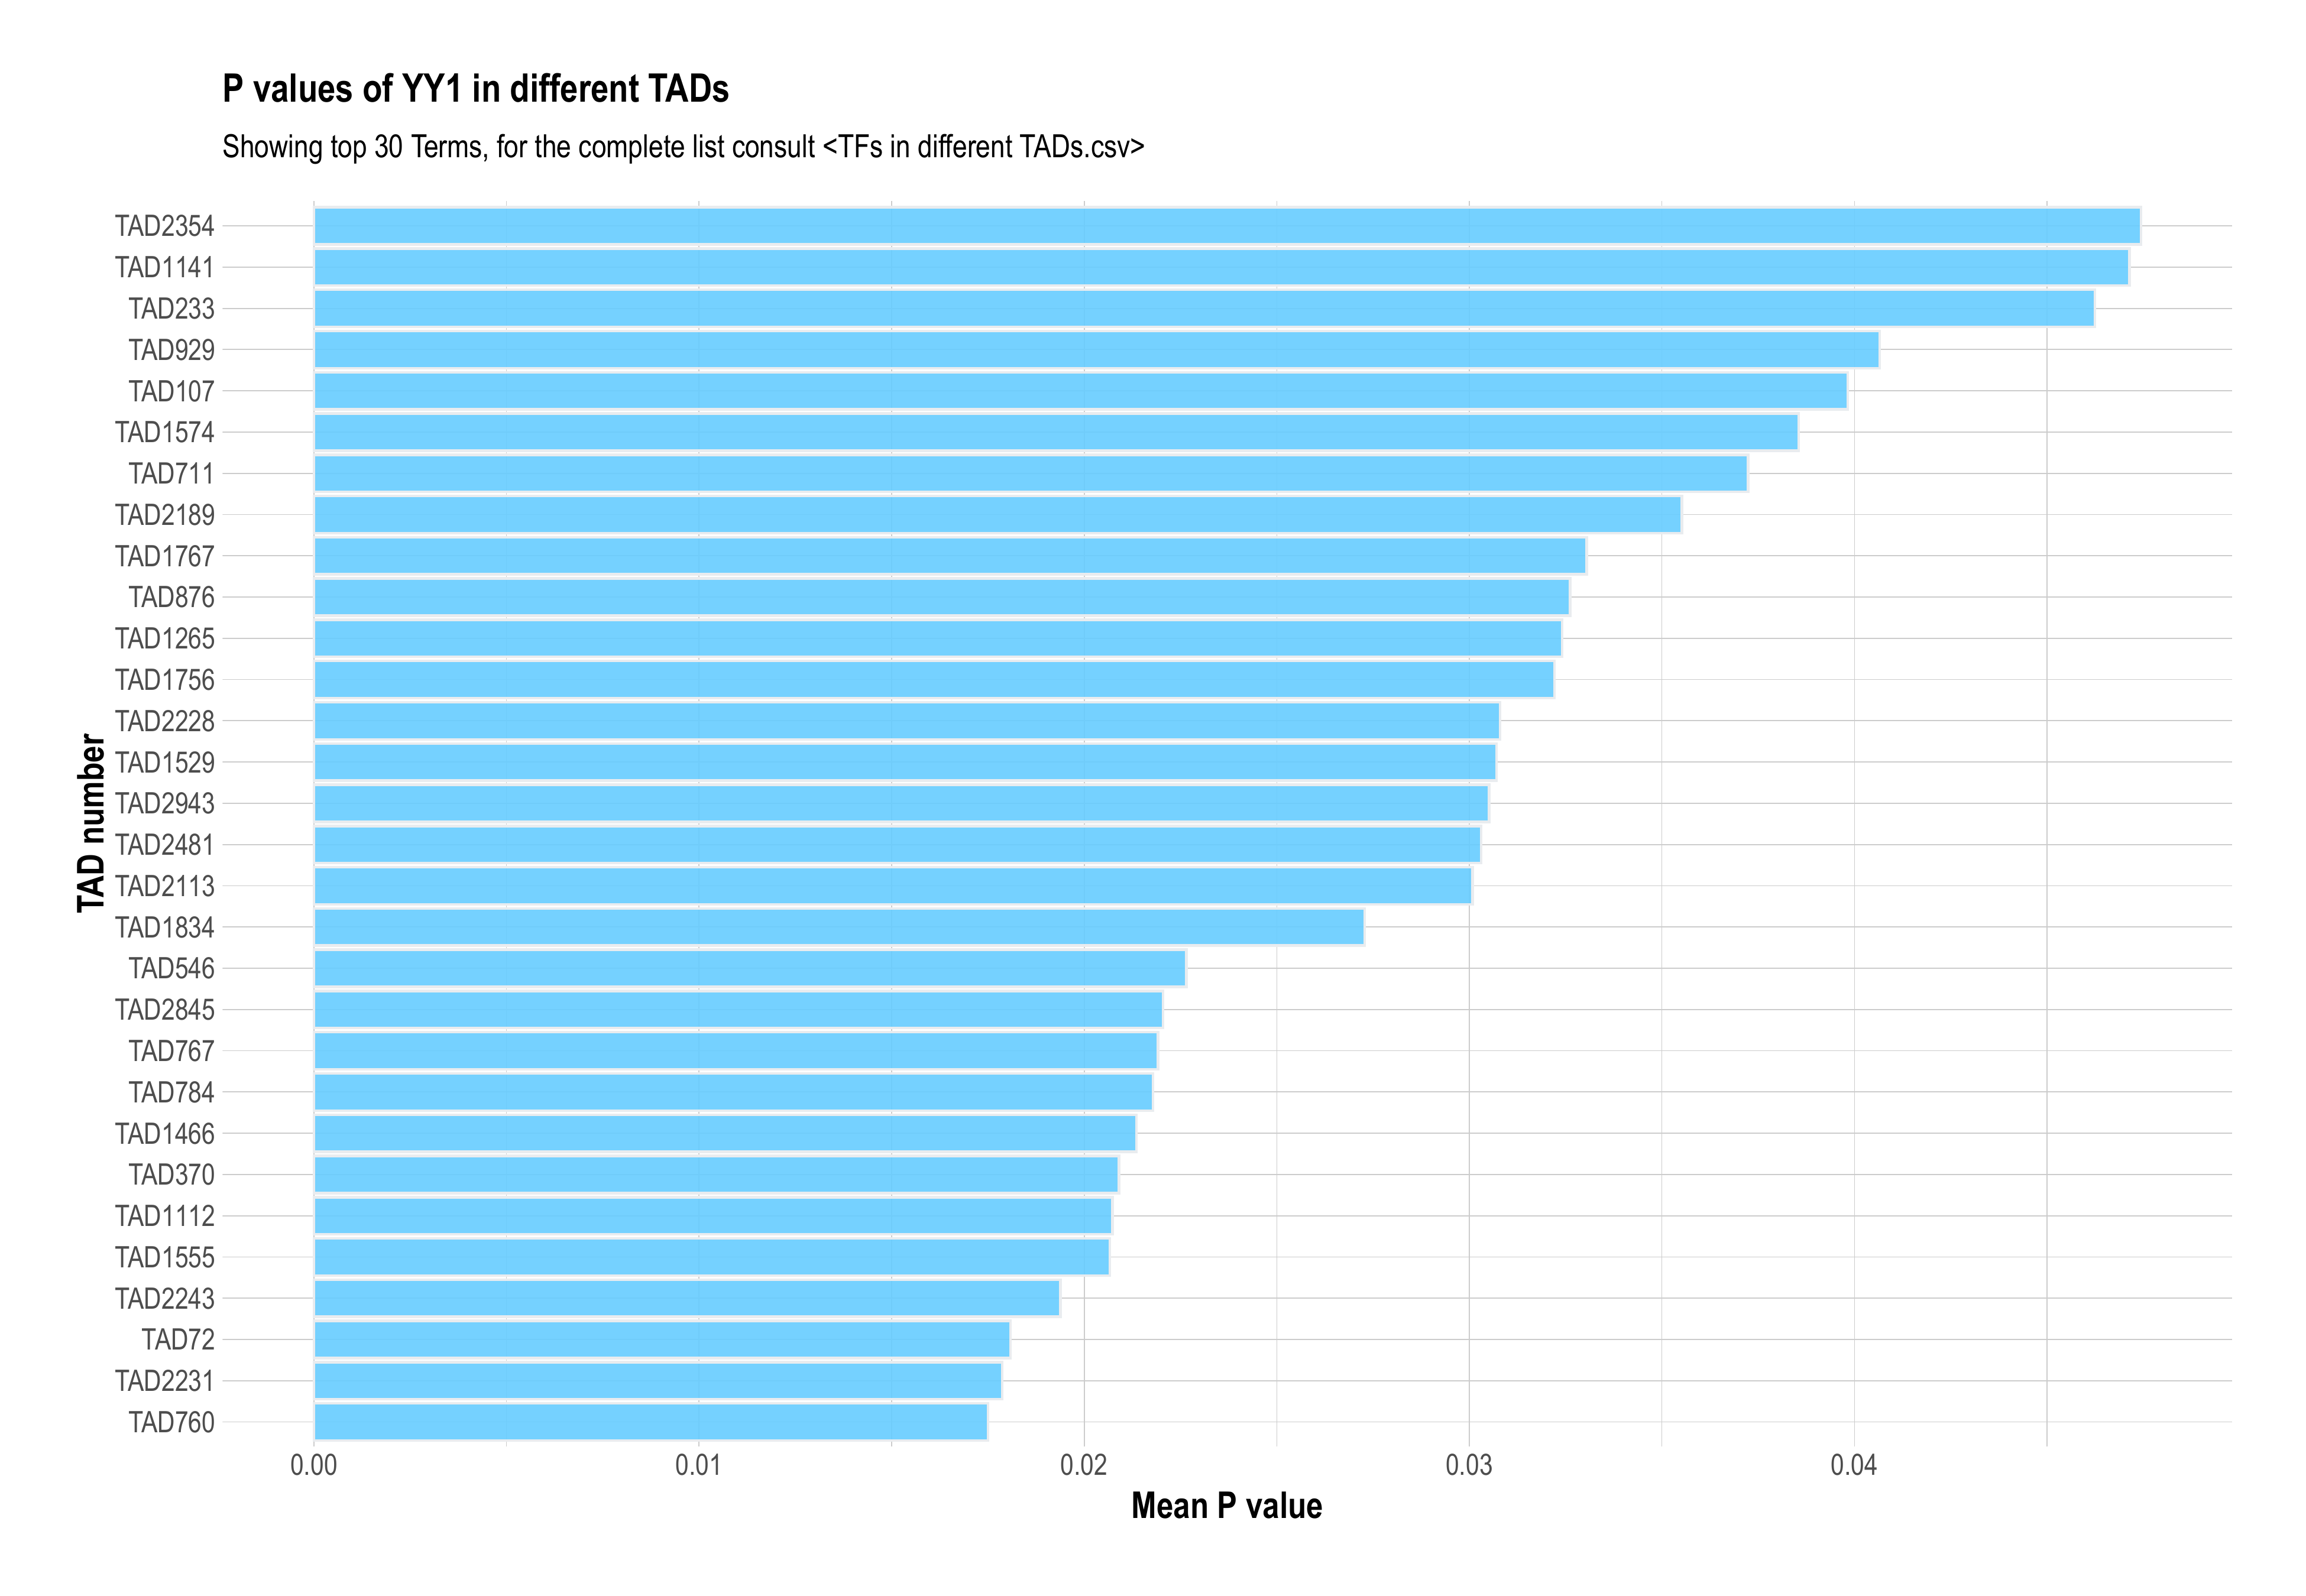 P values of YY1 in different TADs
Showing top 30 Terms, for the complete list consult <TFs in different TADs.csv>
TAD number
TAD2354
TAD1141
TAD233
TAD929
TAD107
TAD1574
TAD711
TAD2189
TAD1767
TAD876
TAD1265
TAD1756
TAD2228
TAD1529
TAD2943
TAD2481
TAD2113
TAD1834
TAD546
TAD2845
TAD767
TAD784
TAD1466
TAD370
TAD1112
TAD1555
TAD2243
TAD72
TAD2231
TAD760
0.00 0.01 0.02 0.03 0.04
Mean P value